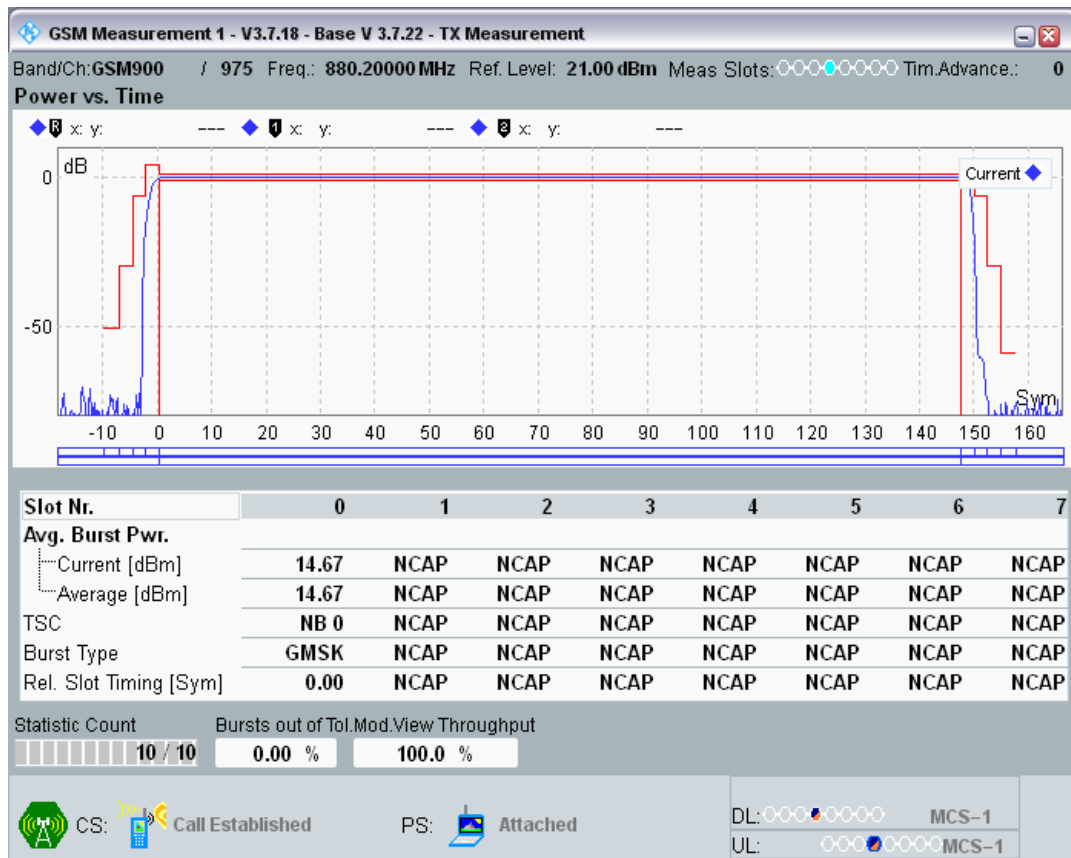 GSM Measurement 1 - V3.7.18 - Base V 3.7.22 - TX Measurement
Band/Ch:GSM900 / 975 Freq.: 880.20000 MHz Ref. Level: 21.00 dBm Meas Slots: Tim.Advance.: 0
Power vs. Time
R x: y: --- 1 x: y: --- 2 x: y: ---
dB
Current
0
-50
Sym
-10 0 10 20 30 40 50 60 70 80 90 100 110 120 130 140 150 160
Slot Nr. 0 1 2 3 4 5 6 7
Avg. Burst Pwr.
Current [dBm] 14.67 NCAP NCAP NCAP NCAP NCAP NCAP NCAP
Average [dBm] 14.67 NCAP NCAP NCAP NCAP NCAP NCAP NCAP
TSC NB 0 NCAP NCAP NCAP NCAP NCAP NCAP NCAP
Burst Type GMSK NCAP NCAP NCAP NCAP NCAP NCAP NCAP
Rel. Slot Timing [Sym] 0.00 NCAP NCAP NCAP NCAP NCAP NCAP NCAP
Statistic Count Bursts out of Tol.Mod.View Throughput
10 / 10 0.00 % 100.0 %
CS: Call Established PS: Attached
DL: MCS-1
UL: MCS-1